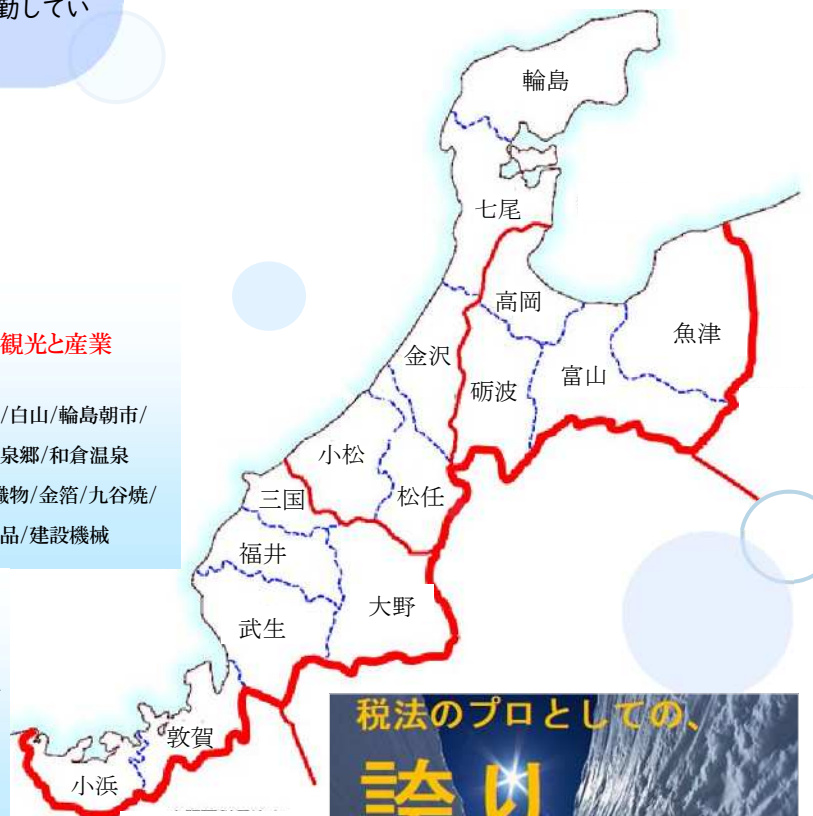 勤してい
輪島
七尾
高岡
魚津
金沢
富山
砺波
小松
松任
三国
福井
大野
武生
敦賀
小浜
観光と産業
/白山/輪島朝市/
泉郷/和倉温泉
織物/金箔/九谷焼/
品/建設機械
税法のプロとしての、
誇り